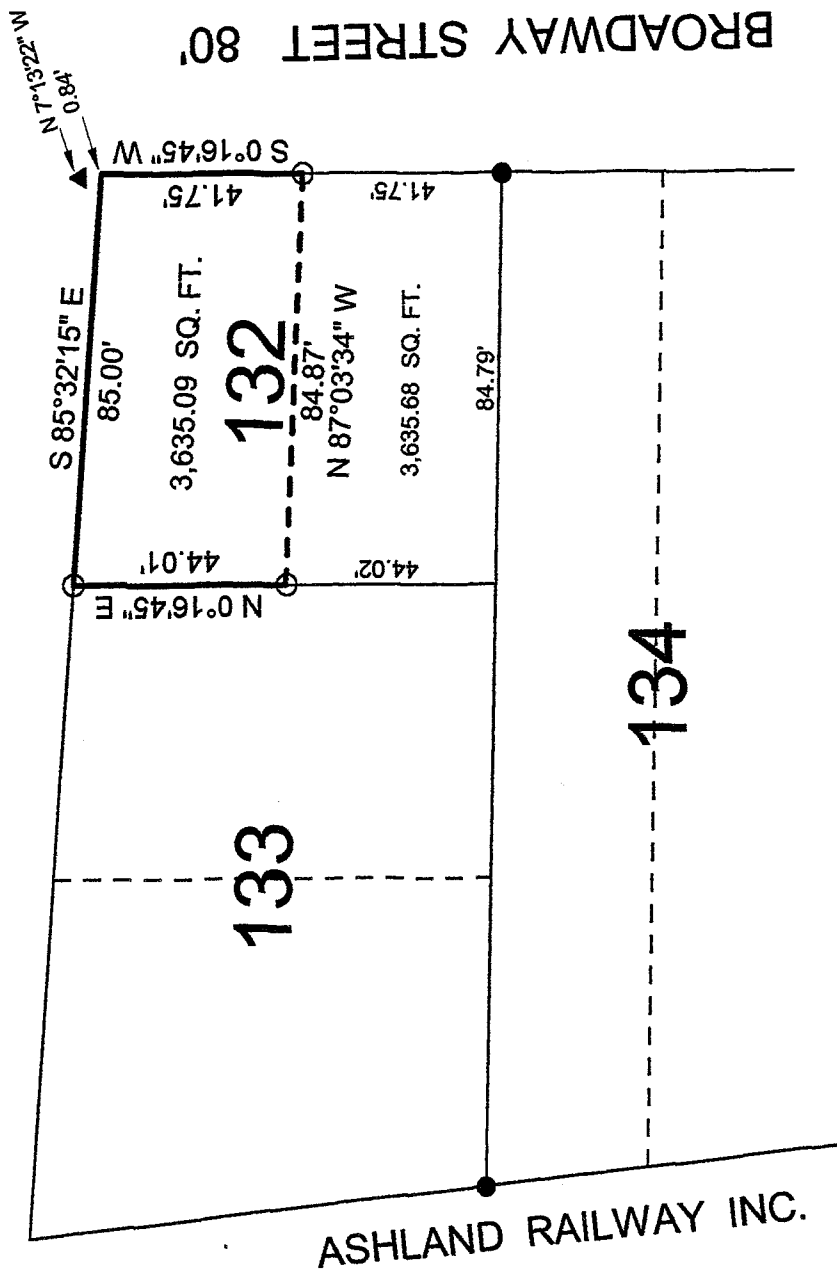 BROADWAY STREET 80'
N 7°13'22" W
0.84'
S 85°32'15" E
85.00'
S 0°16'45" W
41.75'
3,635.09 SQ. FT.
132
44.01'
N 0°16'45" E
84.87'
N 87°03'34" W
41.75'
3,635.68 SQ. FT.
44.02'
84.79'
133
134
ASHLAND RAILWAY INC.